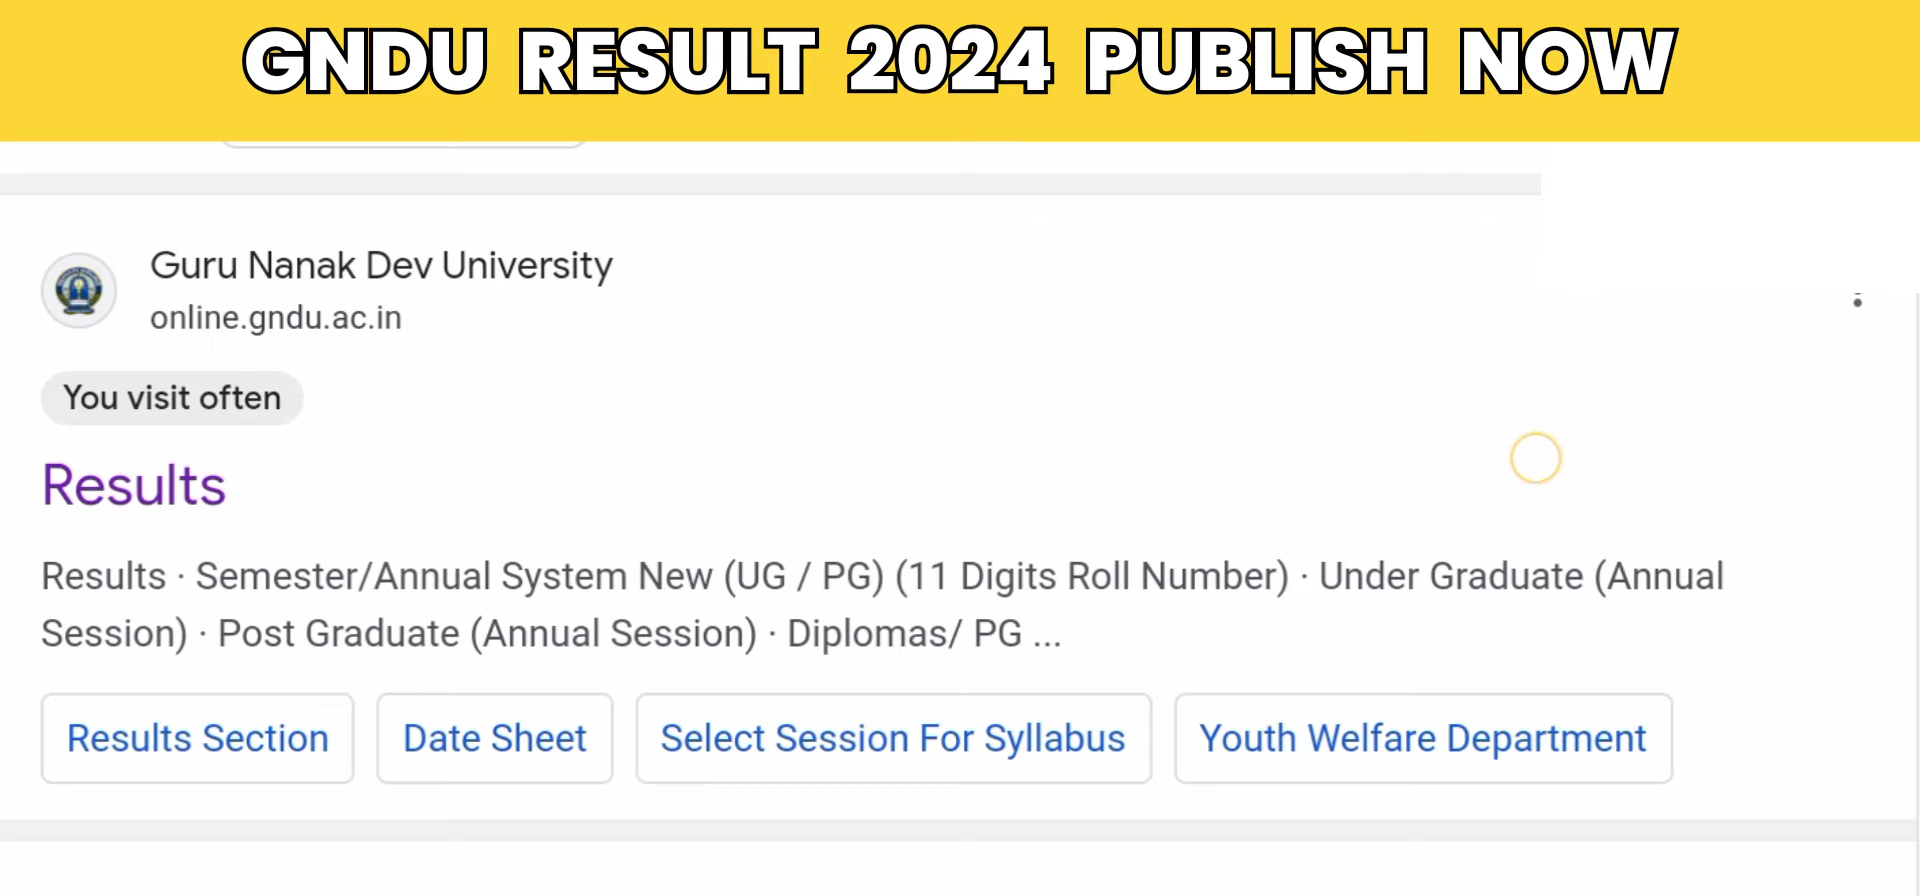 GNDU RESULT 2024 PUBLISH NOW
Guru Nanak Dev University
online.gndu.ac.in
You visit often
Results
Results · Semester/Annual System New (UG / PG) (11 Digits Roll Number) · Under Graduate (Annual
Session) · Post Graduate (Annual Session) · Diplomas/ PG ...
Results Section Date Sheet Select Session For Syllabus Youth Welfare Department